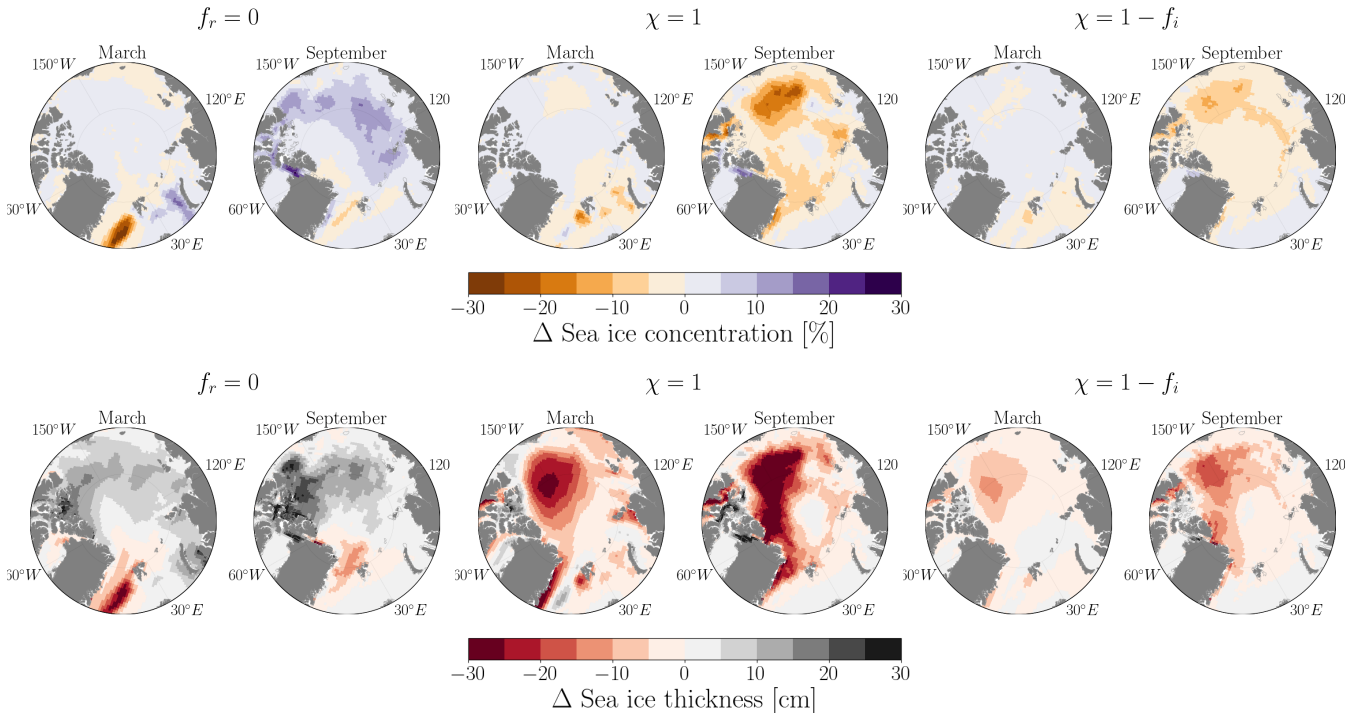 f_r = 0 χ = 1 χ = 1 − f_i
March September March September March September
150°W 150°W 150°W 150°W 150°W 150°W
120°E 120 120°E 120 120°E 120
60°W 60°W 60°W 60°W 60°W 60°W
30°E 30°E 30°E 30°E 30°E 30°E
−30 −20 −10 0 10 20 30
Δ Sea ice concentration [%]
f_r = 0 χ = 1 χ = 1 − f_i
March September March September March September
150°W 150°W 150°W 150°W 150°W 150°W
120°E 120 120°E 120 120°E 120
60°W 60°W 60°W 60°W 60°W 60°W
30°E 30°E 30°E 30°E 30°E 30°E
−30 −20 −10 0 10 20 30
Δ Sea ice thickness [cm]